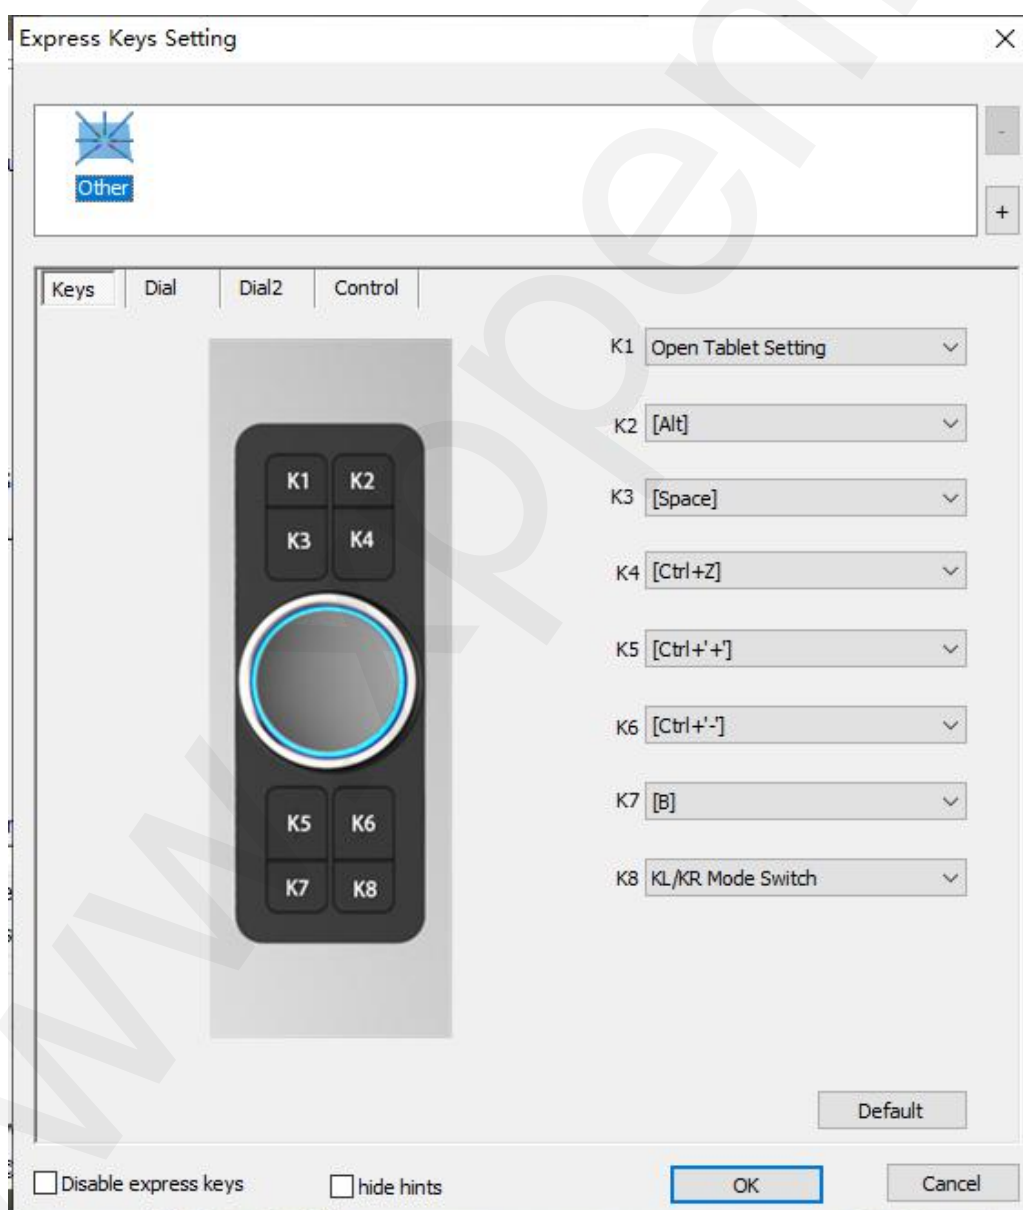 Express Keys Setting
Other
-
+
Keys Dial Dial2 Control
K1 Open Tablet Setting
K2 [Alt]
K3 [Space]
K4 [Ctrl+Z]
K5 [Ctrl+'+']
K6 [Ctrl+'-']
K7 [B]
K8 KL/KR Mode Switch
K1 K2
K3 K4
K5 K6
K7 K8
Default
Disable express keys hide hints OK Cancel